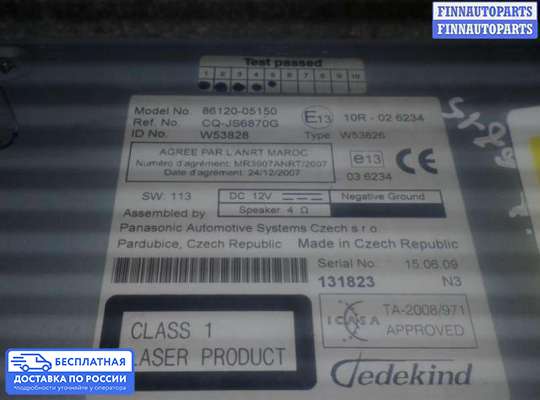 FINNAUTOPARTS
FINNAUTOPARTS
Test passed
1 2 3 4 5 6 7 8 9 10
Model No. 86120-05150
Ref. No. CQ-JS6870G
ID No. W53826
E13 10R - 02 6234
Type W53826
AGREE PAR L'ANRT MAROC
Numéro d'agrément: MR3907ANRT/2007
Date d'agrément: 24/12/2007
e13
03 6234
CE
SW: 113
DC 12V
Negative Ground
Speaker 4 Ω
Assembled by
Panasonic Automotive Systems Czech s.r.o.
Pardubice, Czech Republic
Made in Czech Republic
Serial No. 15.06.09
131823 N3
ICASA
TA-2008/971
APPROVED
CLASS 1
LASER PRODUCT
Dedekind
БЕСПЛАТНАЯ
ДОСТАВКА ПО РОССИИ